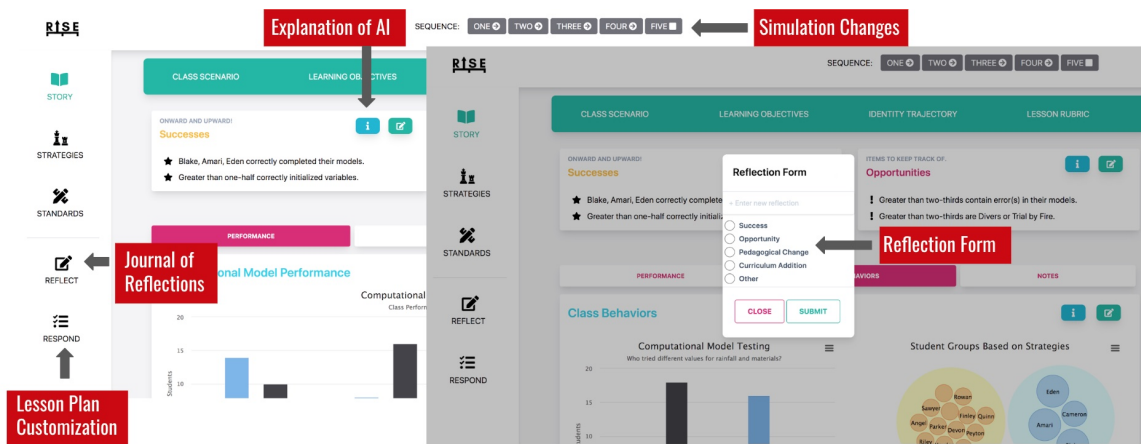 RISE
Explanation of AI
SEQUENCE: ONE TWO THREE FOUR FIVE
Simulation Changes
STORY
STRATEGIES
STANDARDS
REFLECT
RESPOND
CLASS SCENARIO
LEARNING OBJECTIVES
ONWARD AND UPWARD!
Successes
i
Blake, Amari, Eden correctly completed their models.
Greater than one-half correctly initialized variables.
PERFORMANCE
Journal of
Reflections
onal Model Performance
Computational
Class Perform
20
15
10
Students
Lesson Plan
Customization
RISE
SEQUENCE: ONE TWO THREE FOUR FIVE
STORY
STRATEGIES
STANDARDS
REFLECT
RESPOND
CLASS SCENARIO
LEARNING OBJECTIVES
IDENTITY TRAJECTORY
LESSON RUBRIC
ONWARD AND UPWARD!
Successes
Blake, Amari, Eden correctly complete
Greater than one-half correctly initializ
ITEMS TO KEEP TRACK OF.
Opportunities
i
! Greater than two-thirds contain error(s) in their models.
! Greater than two-thirds are Divers or Trial by Fire.
Reflection Form
+ Enter new reflection
Success
Opportunity
Pedagogical Change
Curriculum Addition
Other
CLOSE
SUBMIT
Reflection Form
PERFORMANCE
AVIORS
NOTES
Class Behaviors
i
Computational Model Testing
Who tried different values for rainfall and materials?
20
15
10
Student Groups Based on Strategies
Rowan
Sawyer
Finley
Quinn
Angel
Parker
Devon
Peyton
Riley
Eden
Cameron
Amari